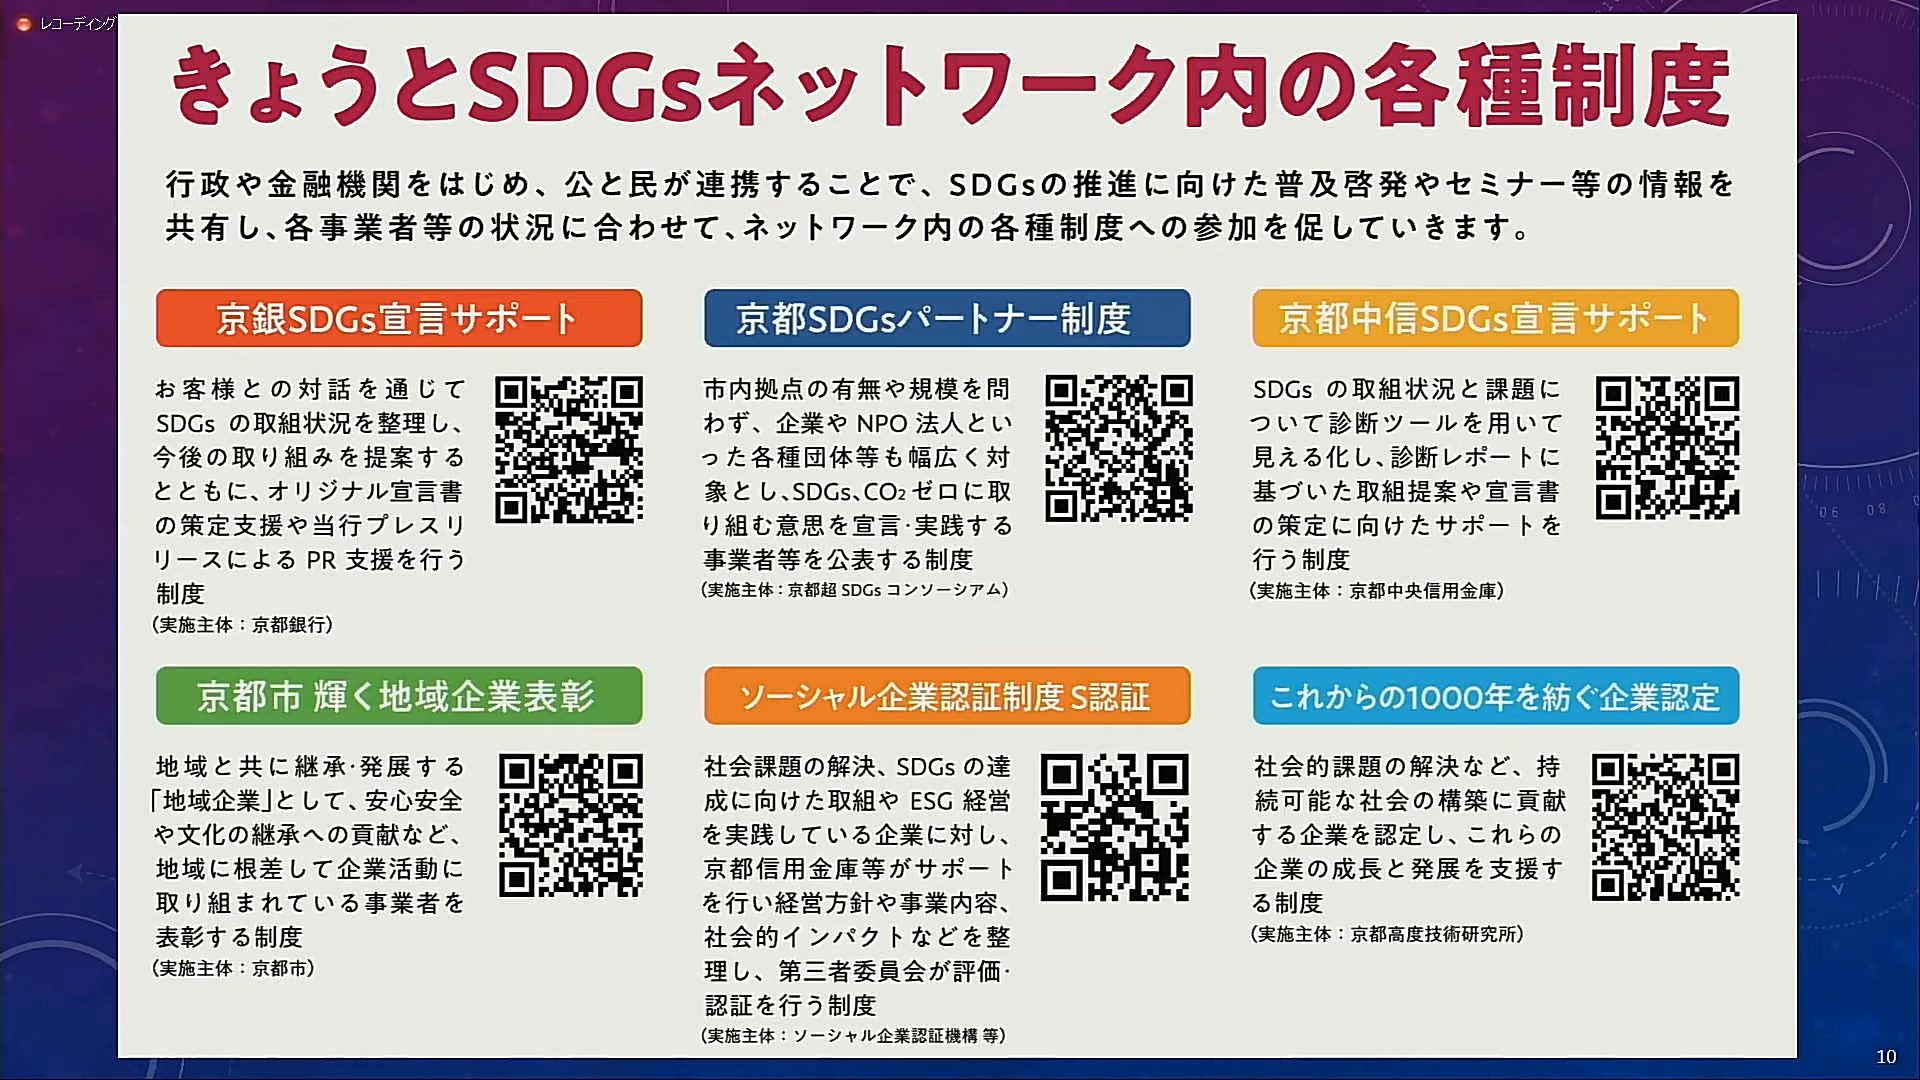 レコーディング
きょうとSDGsネットワーク内の各種制度
行政や金融機関をはじめ、公と民が連携することで、SDGsの推進に向けた普及啓発やセミナー等の情報を
共有し、各事業者等の状況に合わせて、ネットワーク内の各種制度への参加を促していきます。
京銀SDGs宣言サポート
お客様との対話を通じて
SDGs の取組状況を整理し、
今後の取り組みを提案する
とともに、オリジナル宣言書
の策定支援や当行プレスリ
リースによる PR 支援を行う
制度
(実施主体：京都銀行)
京都SDGsパートナー制度
市内拠点の有無や規模を問
わず、企業や NPO 法人とい
った各種団体等も幅広く対
象とし、SDGs、CO₂ ゼロに取
り組む意思を宣言・実践する
事業者等を公表する制度
(実施主体：京都超 SDGs コンソーシアム)
京都中信SDGs宣言サポート
SDGs の取組状況と課題に
ついて診断ツールを用いて
見える化し、診断レポートに
基づいた取組提案や宣言書
の策定に向けたサポートを
行う制度
(実施主体：京都中央信用金庫)
京都市 輝く地域企業表彰
地域と共に継承・発展する
「地域企業」として、安心安全
や文化の継承への貢献など、
地域に根差して企業活動に
取り組まれている事業者を
表彰する制度
(実施主体：京都市)
ソーシャル企業認証制度 S認証
社会課題の解決、SDGs の達
成に向けた取組や ESG 経営
を実践している企業に対し、
京都信用金庫等がサポート
を行い経営方針や事業内容、
社会的インパクトなどを整
理し、第三者委員会が評価・
認証を行う制度
(実施主体：ソーシャル企業認証機構 等)
これからの1000年を紡ぐ企業認定
社会的課題の解決など、持
続可能な社会の構築に貢献
する企業を認定し、これらの
企業の成長と発展を支援す
る制度
(実施主体：京都高度技術研究所)
06 08
10